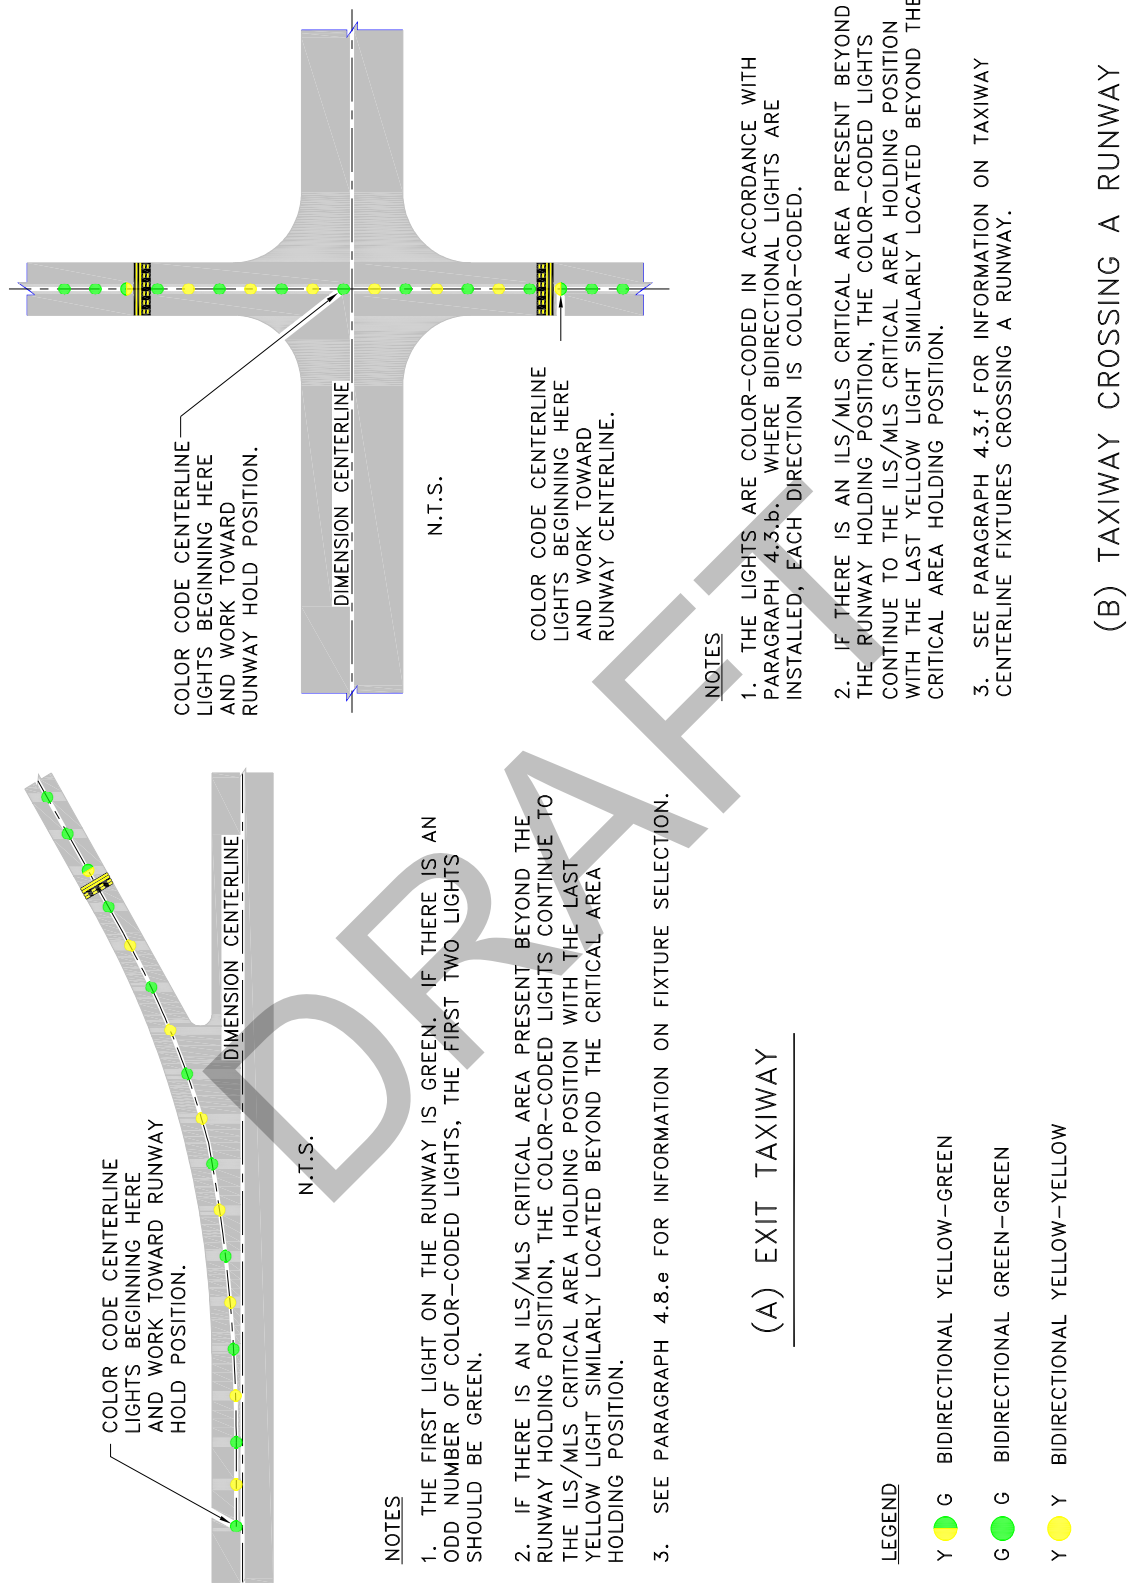 COLOR CODE CENTERLINE
LIGHTS BEGINNING HERE
AND WORK TOWARD RUNWAY
HOLD POSITION.
DIMENSION CENTERLINE
N.T.S.
NOTES
1. THE FIRST LIGHT ON THE RUNWAY IS GREEN. IF THERE IS AN
ODD NUMBER OF COLOR-CODED LIGHTS, THE FIRST TWO LIGHTS
SHOULD BE GREEN.
2. IF THERE IS AN ILS/MLS CRITICAL AREA PRESENT BEYOND THE
RUNWAY HOLDING POSITION, THE COLOR-CODED LIGHTS CONTINUE TO
THE ILS/MLS CRITICAL AREA HOLDING POSITION WITH THE LAST
YELLOW LIGHT SIMILARLY LOCATED BEYOND THE CRITICAL AREA
HOLDING POSITION.
3. SEE PARAGRAPH 4.8.e FOR INFORMATION ON FIXTURE SELECTION.
(A) EXIT TAXIWAY
LEGEND
Y G BIDIRECTIONAL YELLOW-GREEN
G G BIDIRECTIONAL GREEN-GREEN
Y Y BIDIRECTIONAL YELLOW-YELLOW
COLOR CODE CENTERLINE
LIGHTS BEGINNING HERE
AND WORK TOWARD
RUNWAY HOLD POSITION.
DIMENSION CENTERLINE
N.T.S.
COLOR CODE CENTERLINE
LIGHTS BEGINNING HERE
AND WORK TOWARD
RUNWAY CENTERLINE.
NOTES
1. THE LIGHTS ARE COLOR-CODED IN ACCORDANCE WITH
PARAGRAPH 4.3.b. WHERE BIDIRECTIONAL LIGHTS ARE
INSTALLED, EACH DIRECTION IS COLOR-CODED.
2. IF THERE IS AN ILS/MLS CRITICAL AREA PRESENT BEYOND
THE RUNWAY HOLDING POSITION, THE COLOR-CODED LIGHTS
CONTINUE TO THE ILS/MLS CRITICAL AREA HOLDING POSITION
WITH THE LAST YELLOW LIGHT SIMILARLY LOCATED BEYOND THE
CRITICAL AREA HOLDING POSITION.
3. SEE PARAGRAPH 4.3.f FOR INFORMATION ON TAXIWAY
CENTERLINE FIXTURES CROSSING A RUNWAY.
(B) TAXIWAY CROSSING A RUNWAY
DRAFT